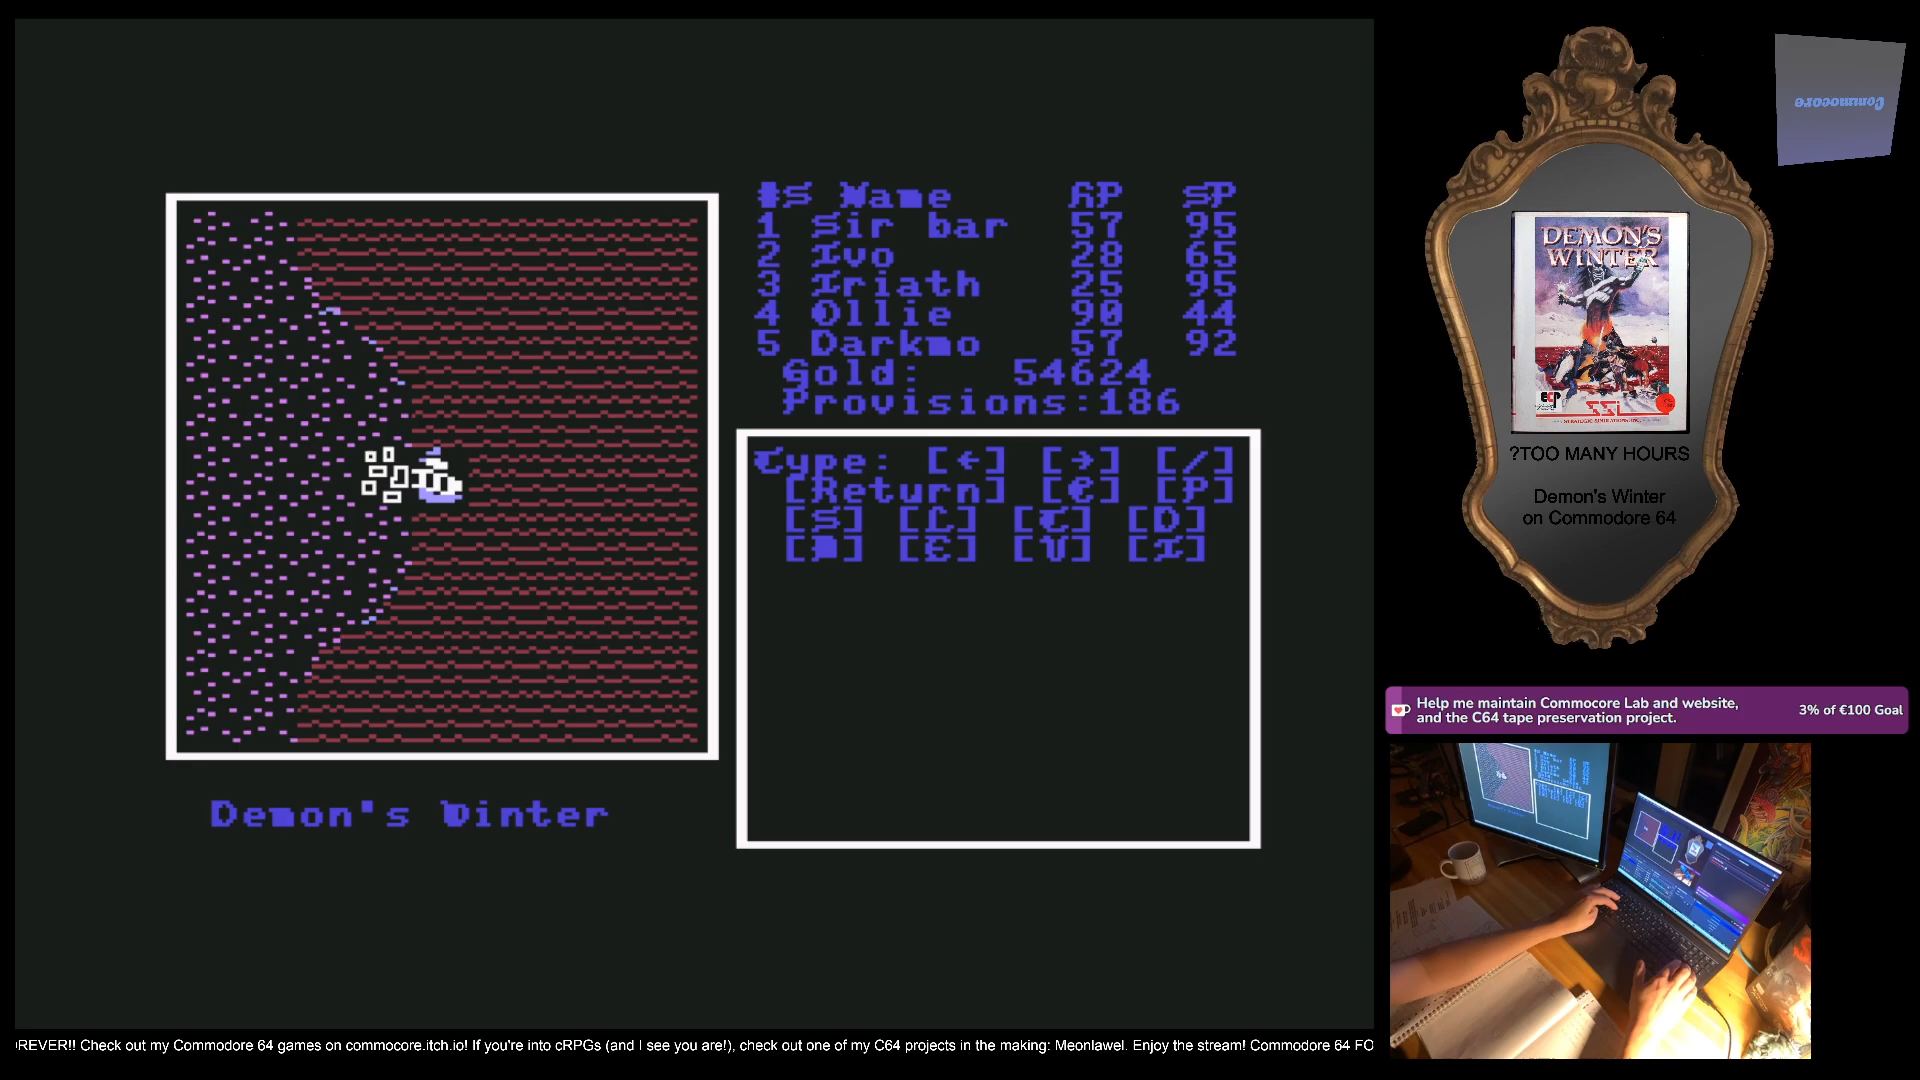 #S Name HP SP
1 Sir bar 57 95
2 Ivo 28 65
3 Iriath 25 95
4 Ollie 90 44
5 Darkmo 57 92
Gold: 54624
Provisions:186
Type: [←] [→] [/]
[Return] [C] [P]
[S] [L] [T] [D]
[M] [E] [V] [I]
Demon's Winter
Commocore
DEMON'S
WINTER
SSI
STRATEGIC SIMULATIONS, INC.
?TOO MANY HOURS
Demon's Winter
on Commodore 64
Help me maintain Commocore Lab and website,
and the C64 tape preservation project.
3% of €100 Goal
REVER!! Check out my Commodore 64 games on commocore.itch.io! If you're into cRPGs (and I see you are!), check out one of my C64 projects in the making: Meonlawel. Enjoy the stream! Commodore 64 FO